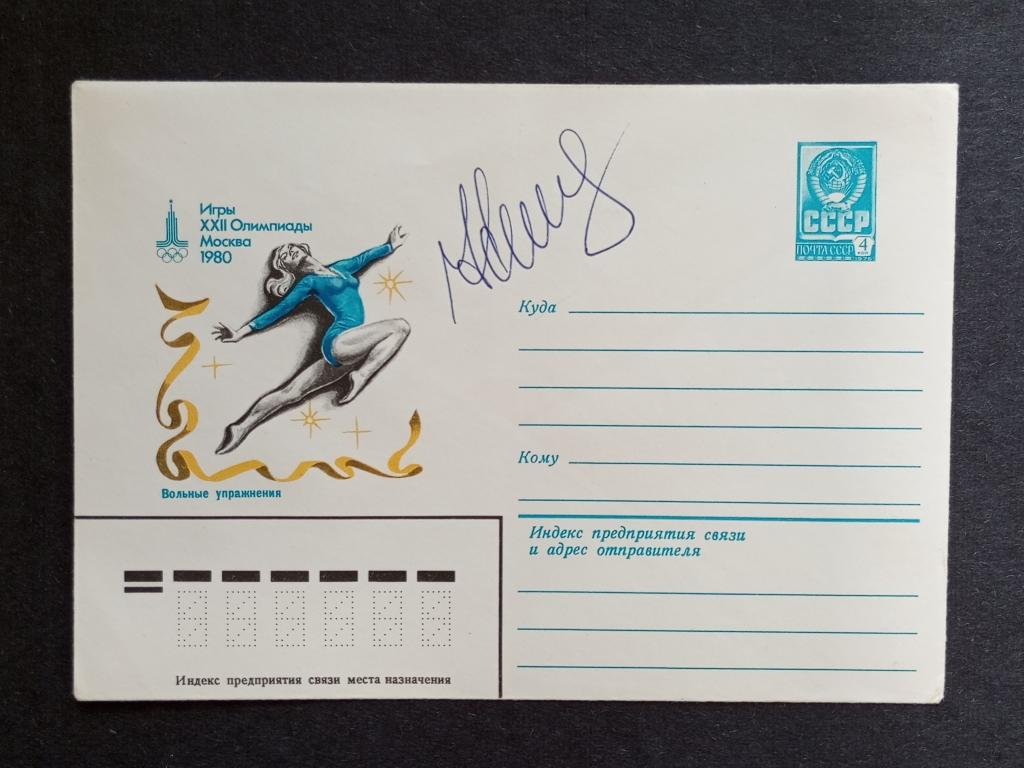 Игры
XXII Олимпиады
Москва
1980
СССР
ПОЧТА СССР 4 КОП
Куда
Кому
Вольные упражнения
Индекс предприятия связи
и адрес отправителя
Индекс предприятия связи места назначения